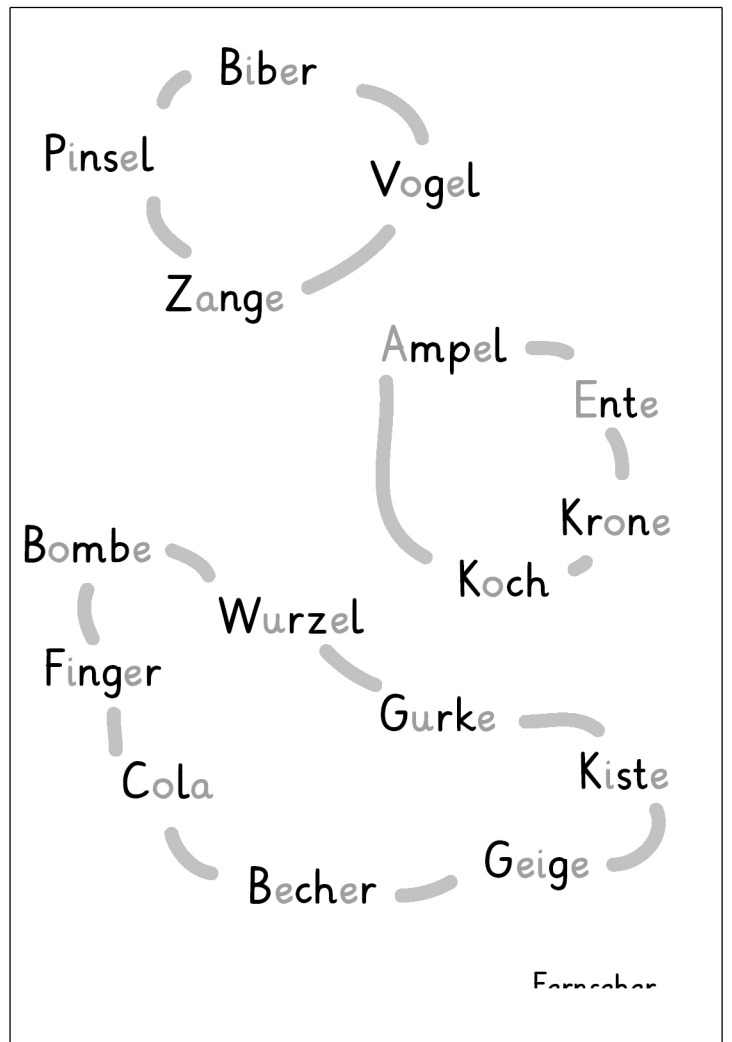 Biber
Pinsel
Vogel
Zange
Ampel
Ente
Krone
Bombe
Koch
Wurzel
Finger
Gurke
Kiste
Cola
Geige
Becher